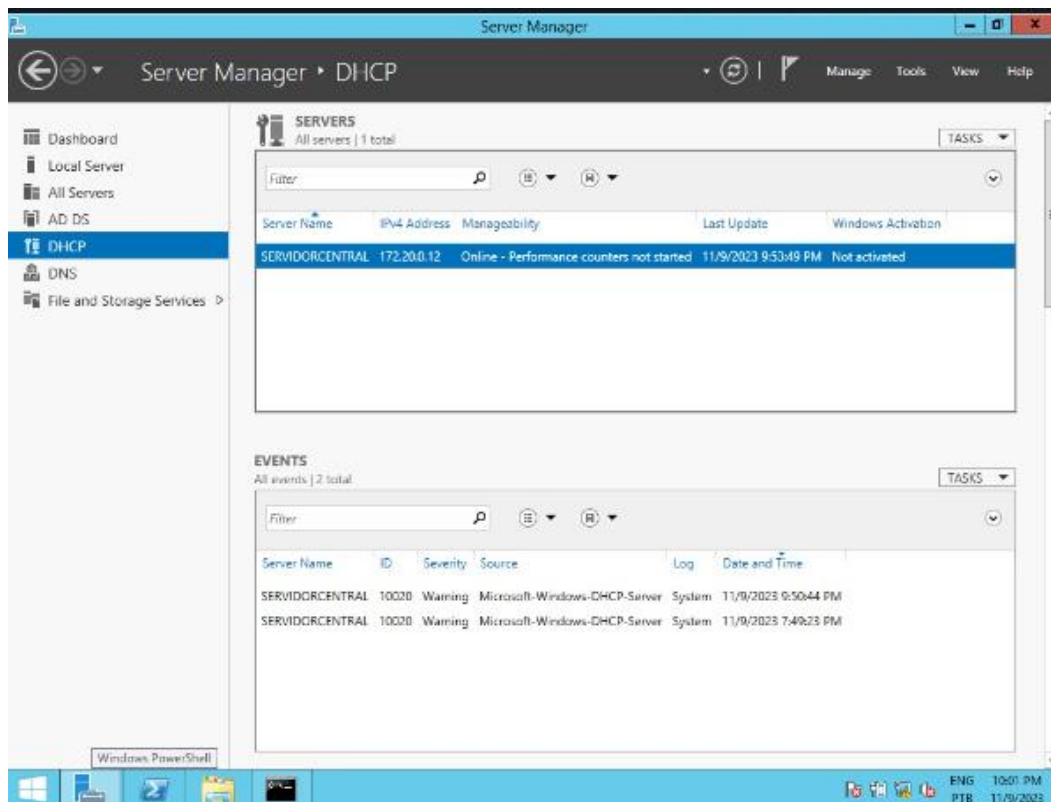 Server Manager
Server Manager • DHCP
Manage Tools View Help
Dashboard
Local Server
All Servers
AD DS
DHCP
DNS
File and Storage Services
SERVERS
All servers | 1 total
TASKS
Filter
Server Name IPv4 Address Manageability Last Update Windows Activation
SERVIDORCENTRAL 172.20.0.12 Online - Performance counters not started 11/9/2023 9:53:49 PM Not activated
EVENTS
All events | 2 total
TASKS
Filter
Server Name ID Severity Source Log Date and Time
SERVIDORCENTRAL 10020 Warning Microsoft-Windows-DHCP-Server System 11/9/2023 9:50:44 PM
SERVIDORCENTRAL 10020 Warning Microsoft-Windows-DHCP-Server System 11/9/2023 7:49:23 PM
Windows PowerShell
ENG 10:01 PM
PTB 11/9/2023